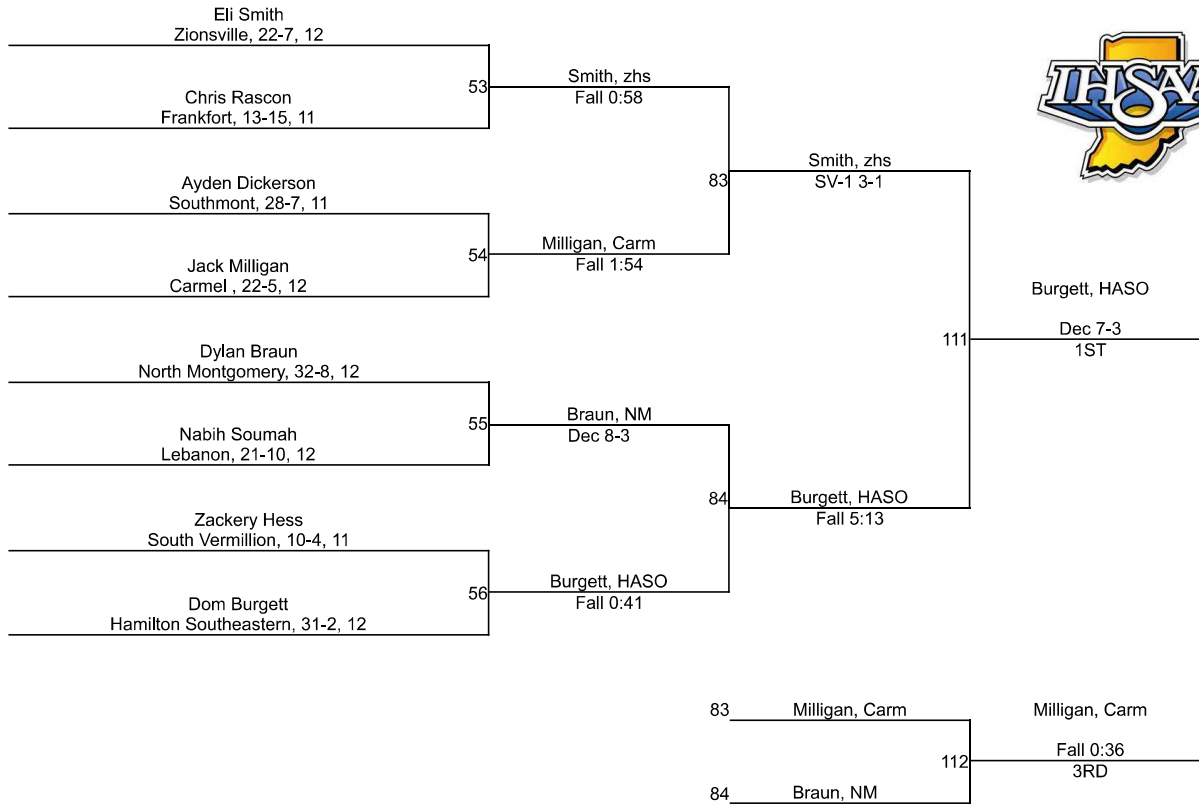 Eli Smith
Zionsville, 22-7, 12
Chris Rascon
Frankfort, 13-15, 11
53
Smith, zhs
Fall 0:58
Ayden Dickerson
Southmont, 28-7, 11
Jack Milligan
Carmel , 22-5, 12
54
Milligan, Carm
Fall 1:54
83
Smith, zhs
SV-1 3-1
Dylan Braun
North Montgomery, 32-8, 12
Nabih Soumah
Lebanon, 21-10, 12
55
Braun, NM
Dec 8-3
Zackery Hess
South Vermillion, 10-4, 11
Dom Burgett
Hamilton Southeastern, 31-2, 12
56
Burgett, HASO
Fall 0:41
84
Burgett, HASO
Fall 5:13
111
Burgett, HASO
Dec 7-3
1ST
IHSAA
83
Milligan, Carm
84
Braun, NM
112
Milligan, Carm
Fall 0:36
3RD